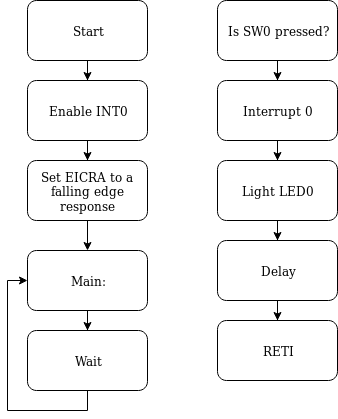 Start
Enable INT0
Set EICRA to a
falling edge
response
Main:
Wait
Is SW0 pressed?
Interrupt 0
Light LED0
Delay
RETI